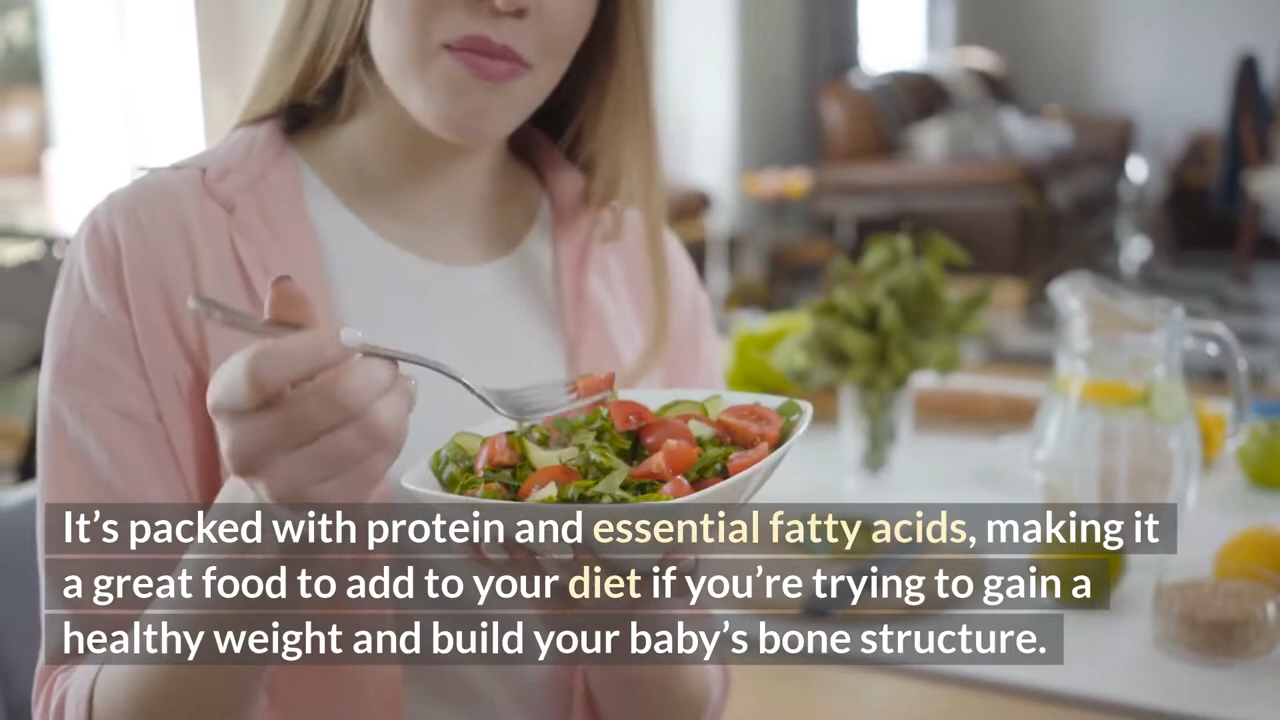 It’s packed with protein and essential fatty acids, making it
a great food to add to your diet if you’re trying to gain a
healthy weight and build your baby’s bone structure.